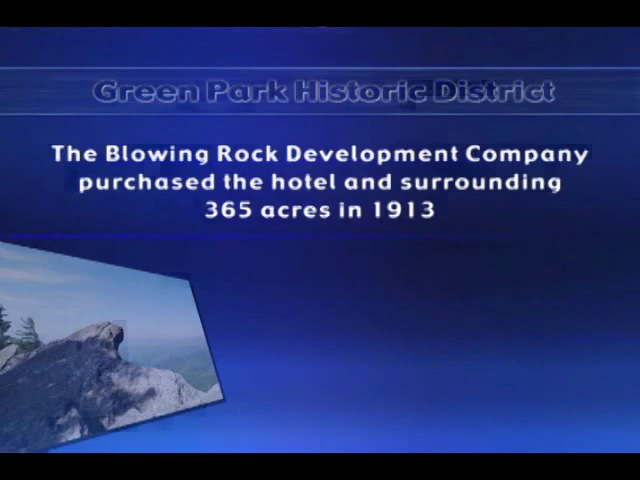 Green Park Historic District
The Blowing Rock Development Company
purchased the hotel and surrounding
365 acres in 1913